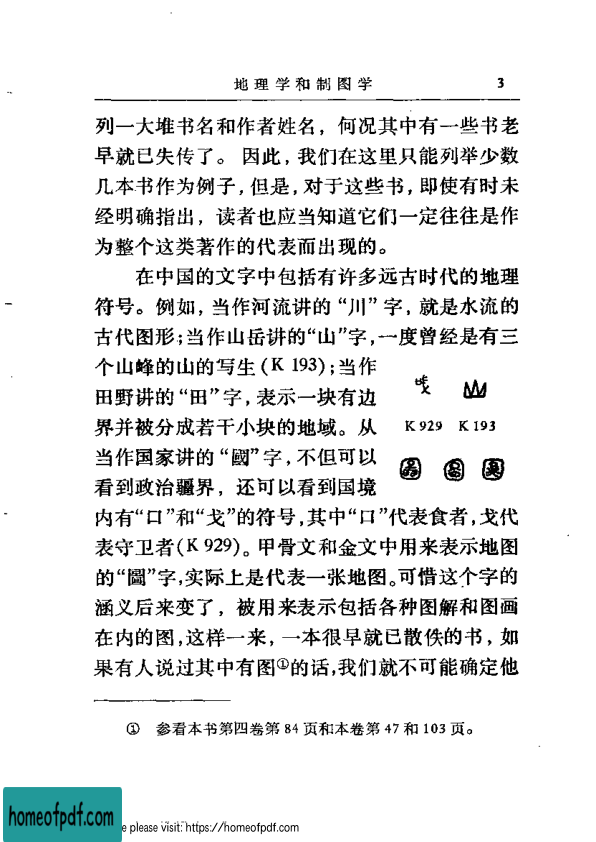 地理学和制图学 3
列一大堆书名和作者姓名，何况其中有一些书老
早就已失传了。因此，我们在这里只能列举少数
几本书作为例子，但是，对于这些书，即使有时未
经明确指出，读者也应当知道它们一定往往是作
为整个这类著作的代表而出现的。
在中国的文字中包括有许多远古时代的地理
符号。例如，当作河流讲的“川”字，就是水流的
古代图形；当作山岳讲的“山”字，一度曾经是有三
个山峰的山的写生(K 193)；当作
田野讲的“田”字，表示一块有边
界并被分成若干小块的地域。从
当作国家讲的“國”字，不但可以
看到政治疆界，还可以看到国境
K 929 K 193
内有“口”和“戈”的符号，其中“口”代表食者，戈代
表守卫者(K 929)。甲骨文和金文中用来表示地图
的“圖”字，实际上是代表一张地图。可惜这个字的
涵义后来变了，被用来表示包括各种图解和图画
在内的图，这样一来，一本很早就已散佚的书，如
果有人说过其中有图①的话，我们就不可能确定他
① 参看本书第四卷第 84 页和本卷第 47 和 103 页。
homeofpdf.com
e please visit: https://homeofpdf.com